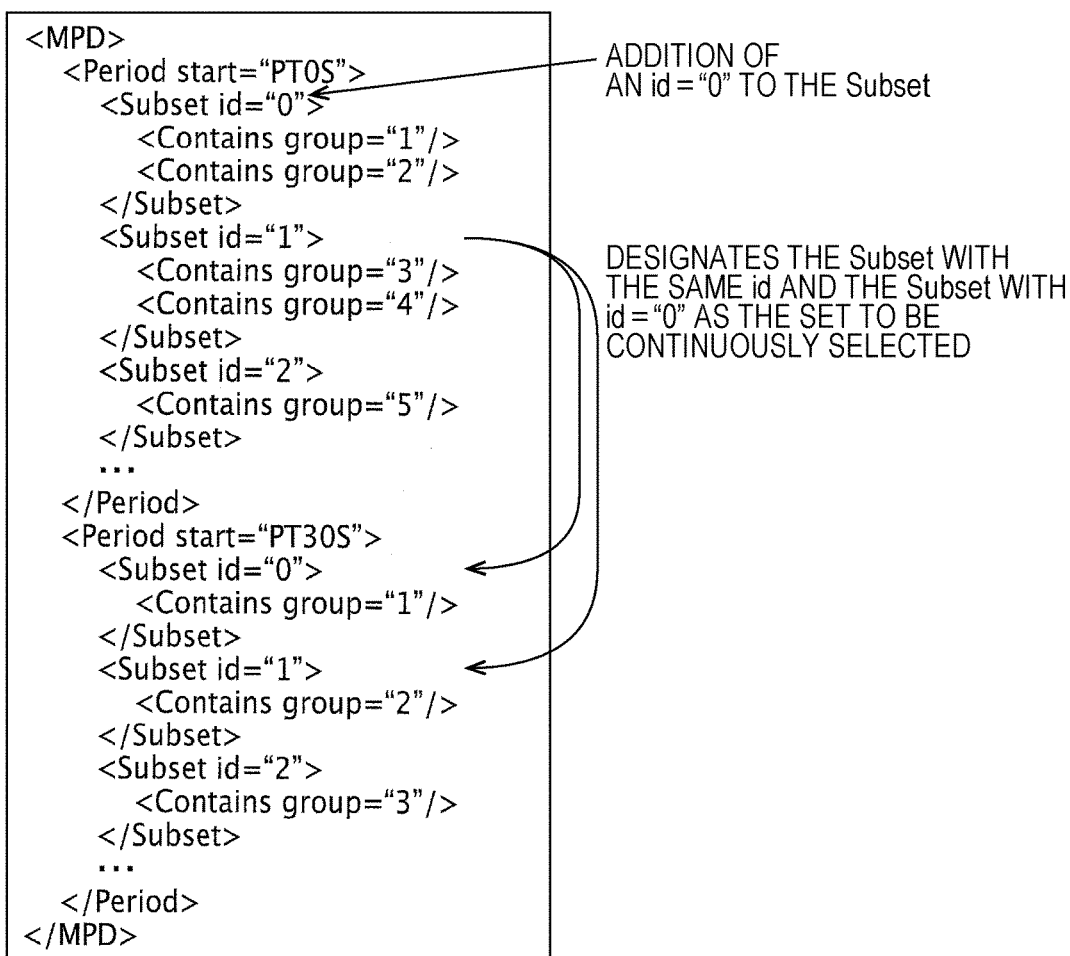 <MPD>
<Period start=“PT0S”>
<Subset id=“0”>
<Contains group=“1”/>
<Contains group=“2”/>
</Subset>
<Subset id=“1”>
<Contains group=“3”/>
<Contains group=“4”/>
</Subset>
<Subset id=“2”>
<Contains group=“5”/>
</Subset>
...
</Period>
<Period start=“PT30S”>
<Subset id=“0”>
<Contains group=“1”/>
</Subset>
<Subset id=“1”>
<Contains group=“2”/>
</Subset>
<Subset id=“2”>
<Contains group=“3”/>
</Subset>
...
</Period>
</MPD>
ADDITION OF
AN id = “0” TO THE Subset
DESIGNATES THE Subset WITH
THE SAME id AND THE Subset WITH
id = “0” AS THE SET TO BE
CONTINUOUSLY SELECTED